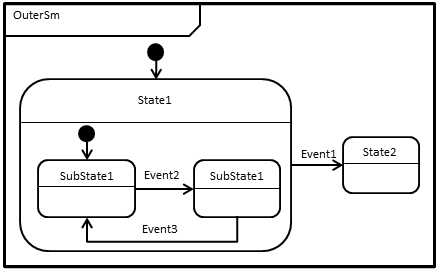 OuterSm
State1
Event1
State2
SubState1
Event2
SubState1
Event3